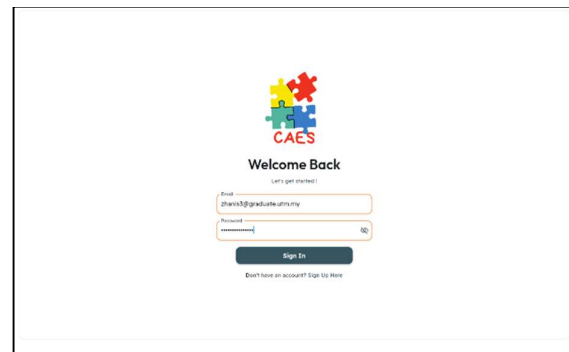 CAES
Welcome Back
Let's get started !
Email
zhanis3@graduate.utm.my
Password
Sign In
Don't have an account? Sign Up Here